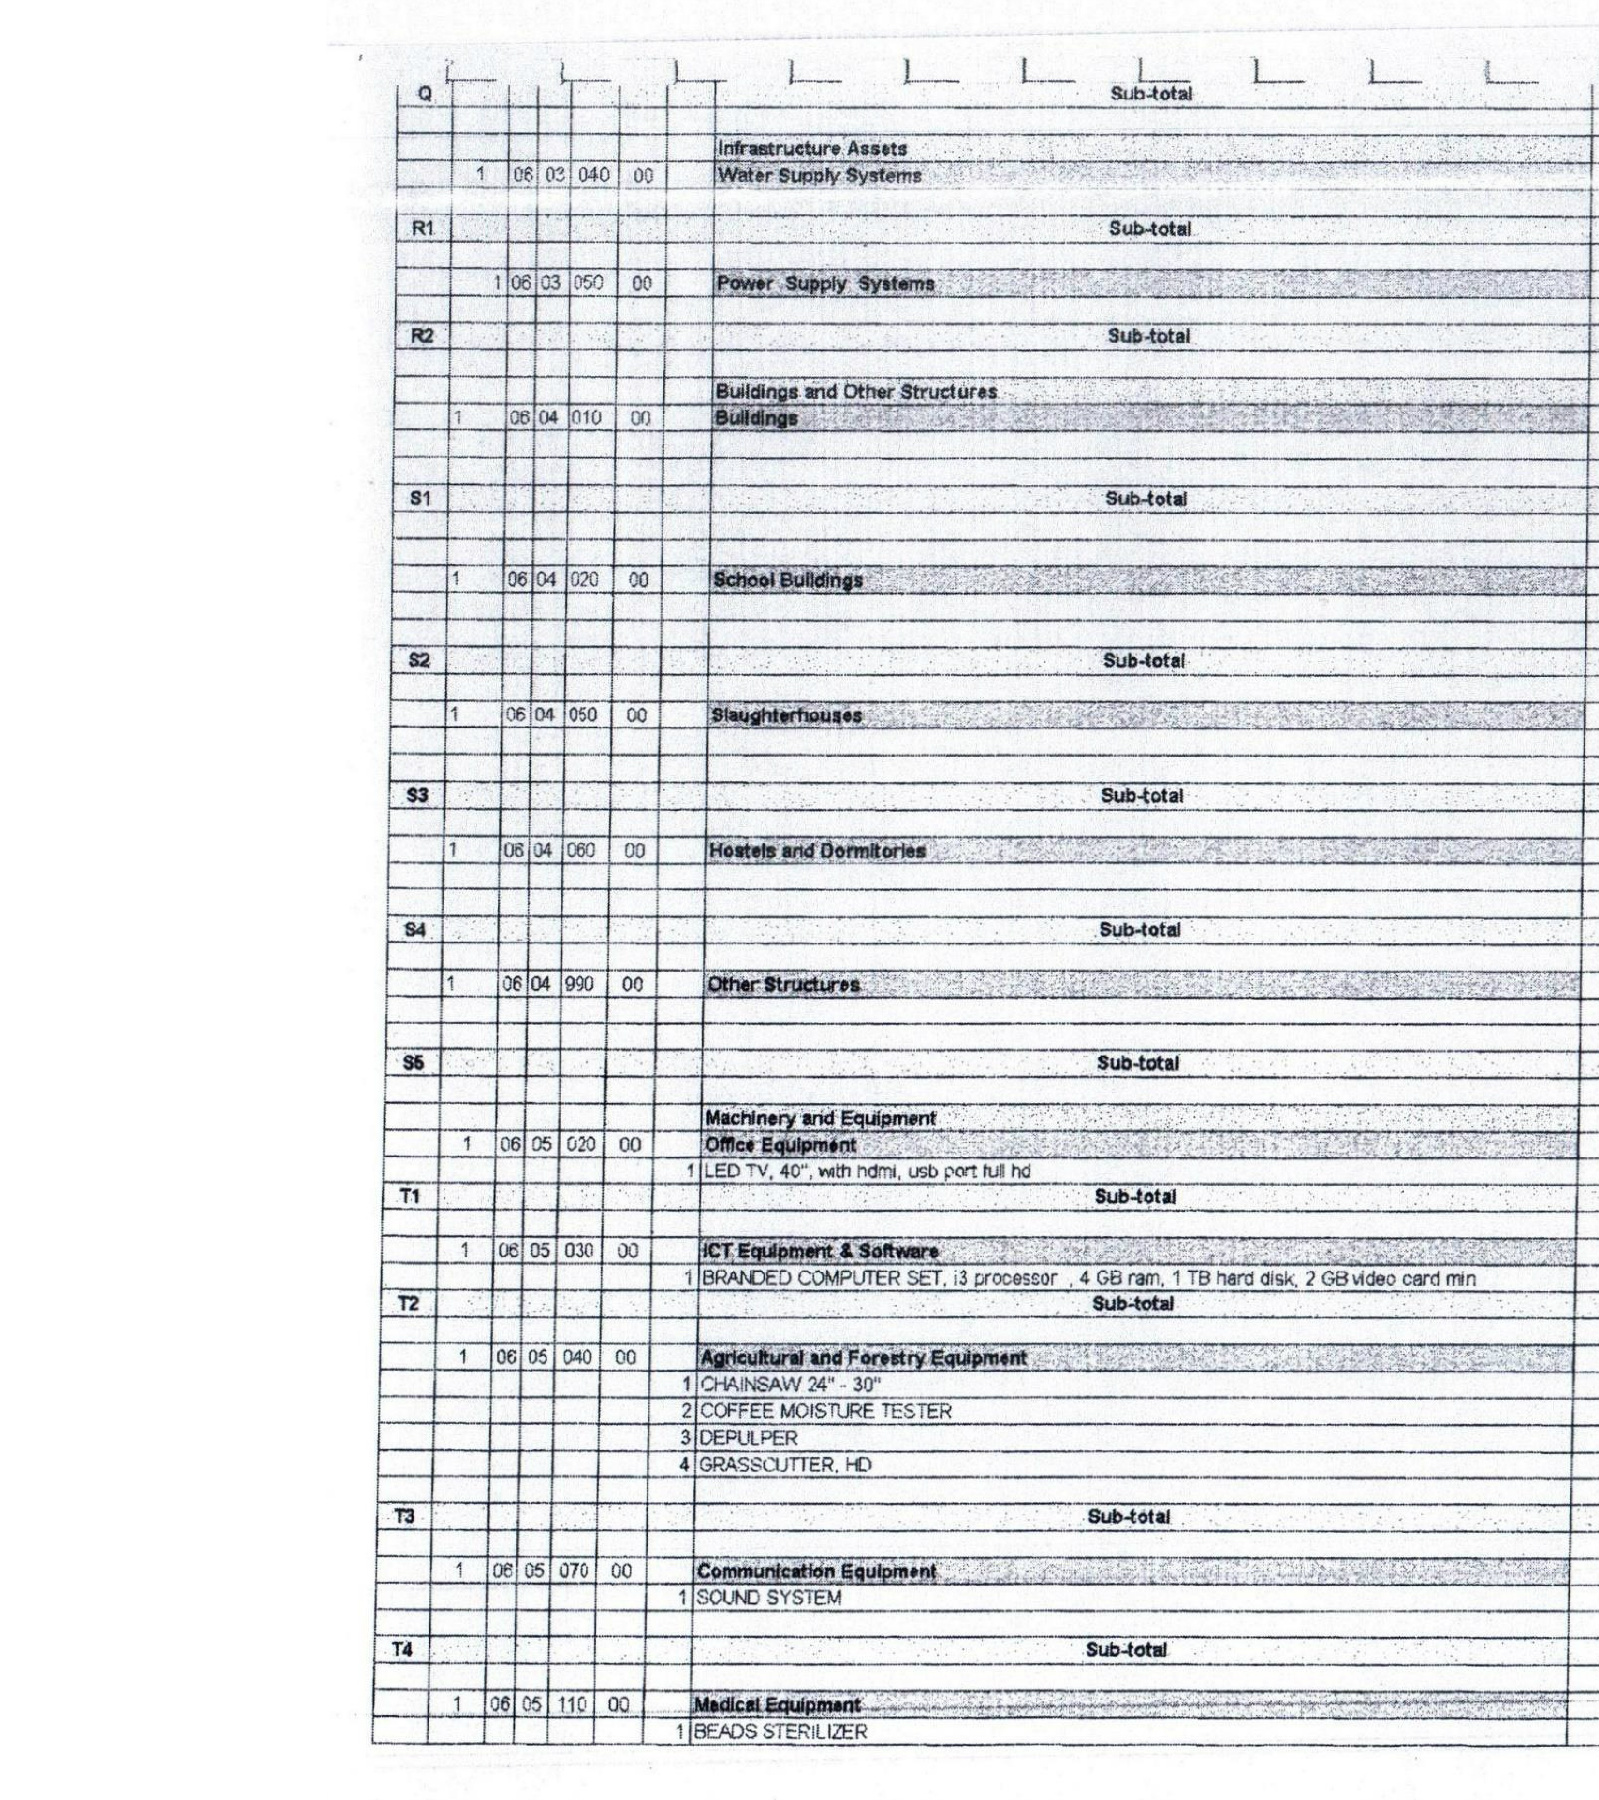 Q Sub-total
Infrastructure Assets
1 06 03 040 00 Water Supply Systems
R1 Sub-total
1 06 03 050 00 Power Supply Systems
R2 Sub-total
Buildings and Other Structures
1 06 04 010 00 Buildings
S1 Sub-total
1 06 04 020 00 School Buildings
S2 Sub-total
1 06 04 050 00 Slaughterhouses
S3 Sub-total
1 06 04 060 00 Hostels and Dormitories
S4 Sub-total
1 06 04 990 00 Other Structures
S5 Sub-total
Machinery and Equipment
1 06 05 020 00 Office Equipment
1 LED TV, 40", with hdmi, usb port full hd
T1 Sub-total
1 06 05 030 00 ICT Equipment & Software
1 BRANDED COMPUTER SET, i3 processor , 4 GB ram, 1 TB hard disk, 2 GB video card min
T2 Sub-total
1 06 05 040 00 Agricultural and Forestry Equipment
1 CHAINSAW 24" - 30"
2 COFFEE MOISTURE TESTER
3 DEPULPER
4 GRASSCUTTER, HD
T3 Sub-total
1 06 05 070 00 Communication Equipment
1 SOUND SYSTEM
T4 Sub-total
1 06 05 110 00 Medical Equipment
1 BEADS STERILIZER